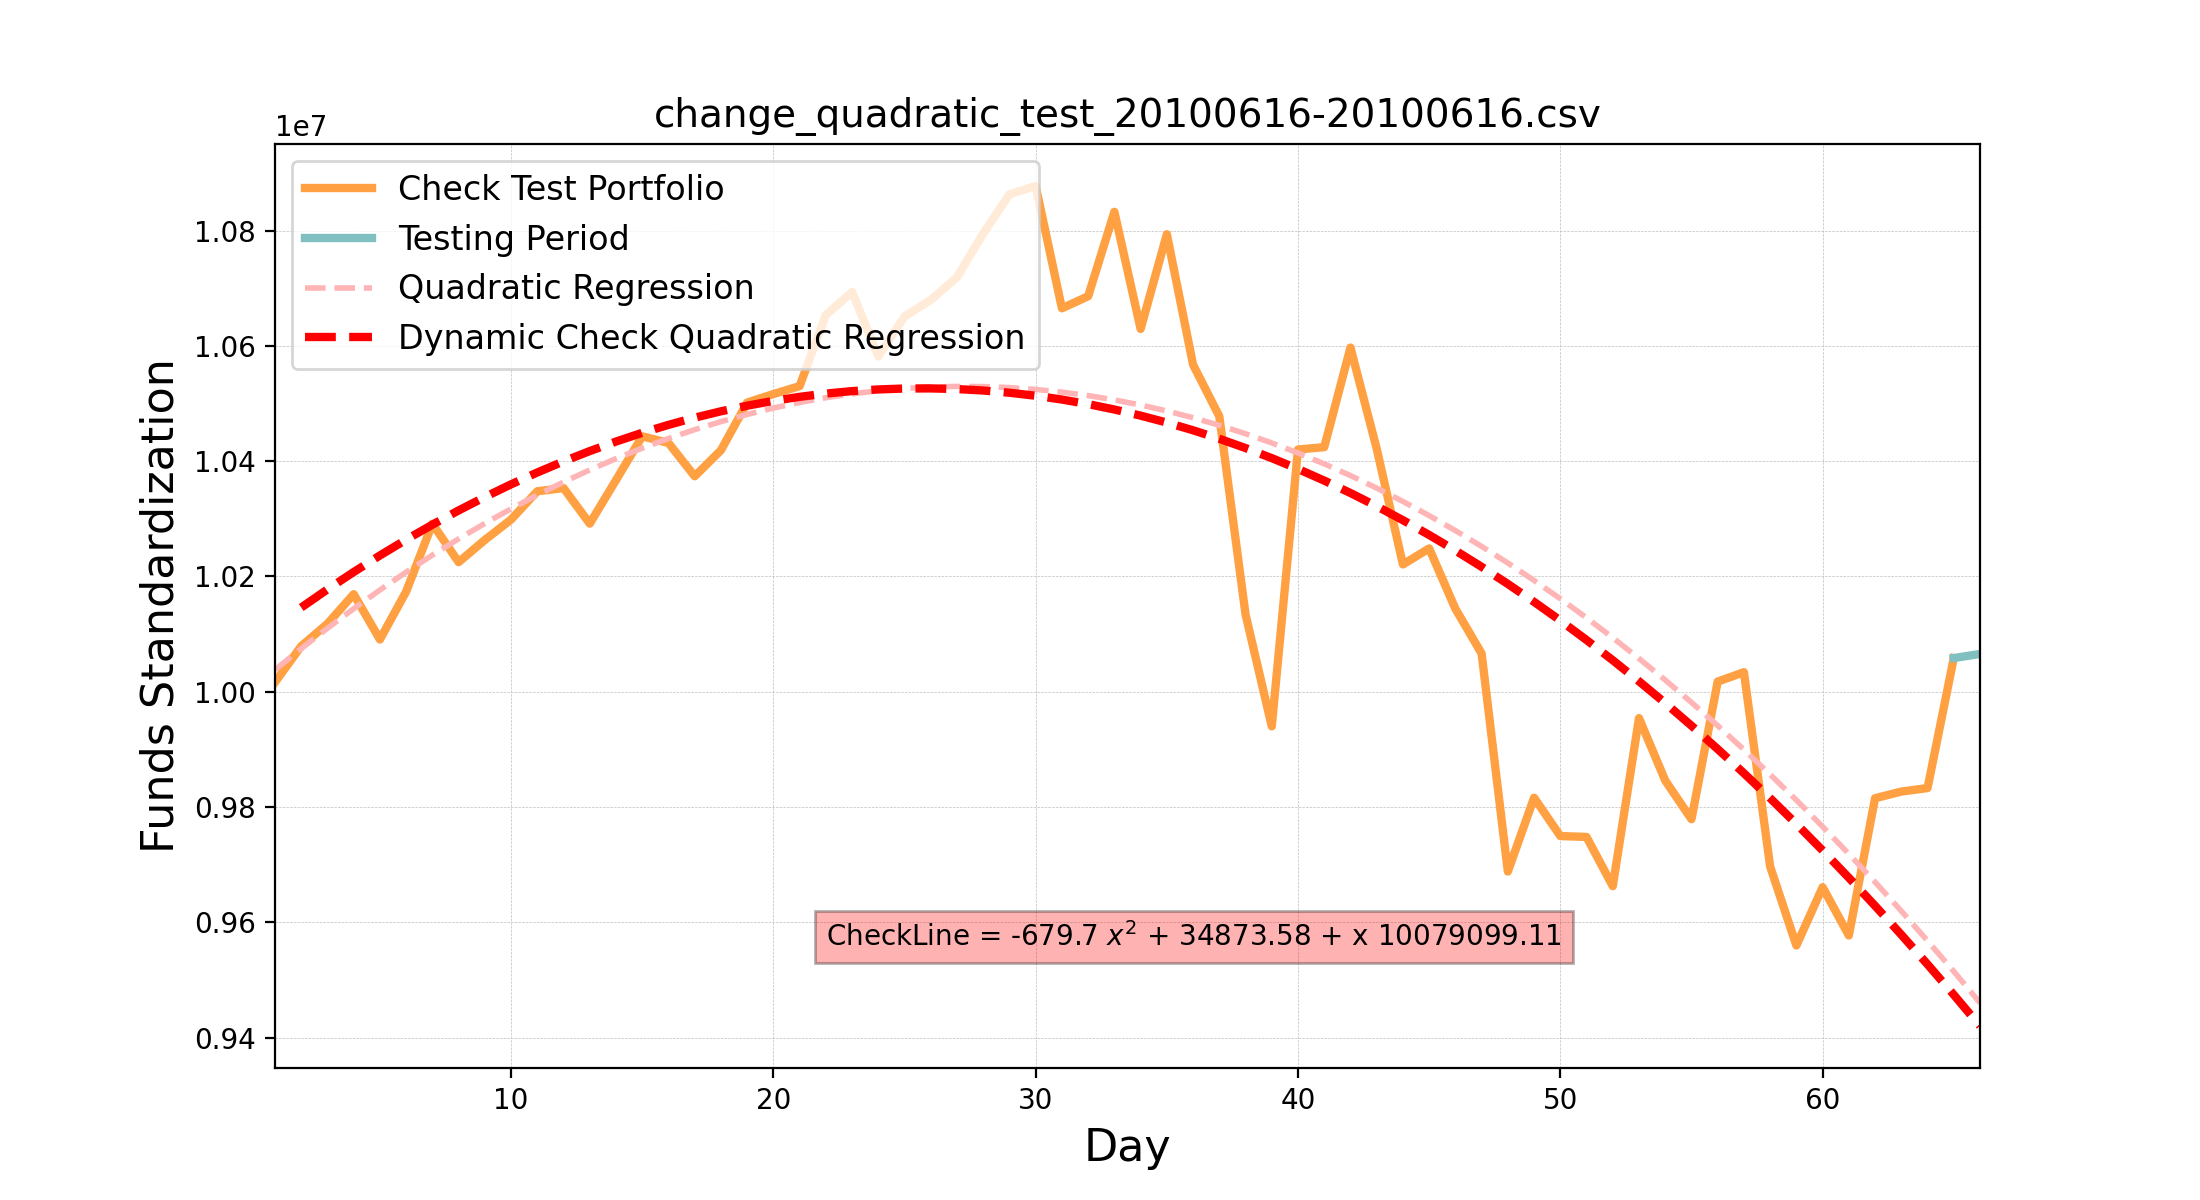 change_quadratic_test_20100616-20100616.csv
1e7
Check Test Portfolio
Testing Period
Quadratic Regression
Dynamic Check Quadratic Regression
1.08
1.06
1.04
1.02
1.00
0.98
0.96
0.94
Funds Standardization
CheckLine = -679.7 x² + 34873.58 + x 10079099.11
10 20 30 40 50 60
Day